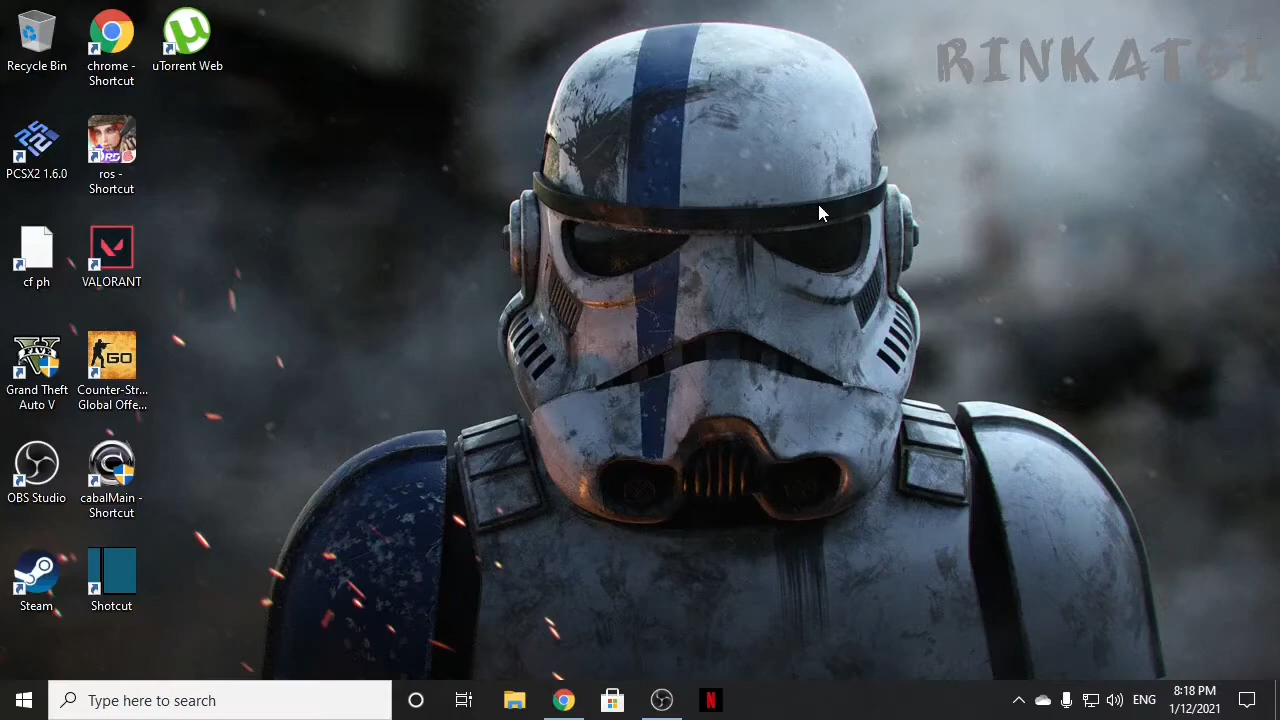 RINKATSI
Recycle Bin
chrome -
Shortcut
uTorrent Web
PCSX2 1.6.0
ros -
Shortcut
cf ph
VALORANT
Grand Theft
Auto V
Counter-Str...
Global Offe...
OBS Studio
cabalMain -
Shortcut
Steam
Shotcut
Type here to search
ENG
8:18 PM
1/12/2021